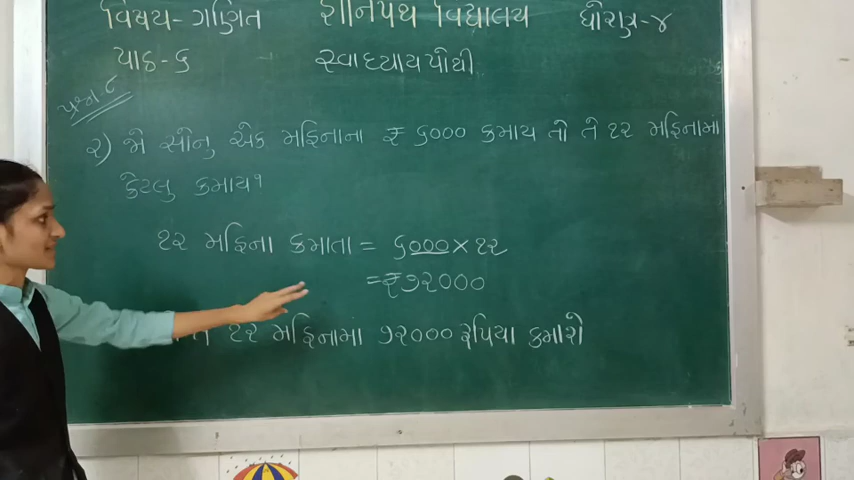 વિષય- ગણિત જ્ઞાનપથ વિદ્યાલય ધોરણ-૪
પાઠ-૬ સ્વાધ્યાયપોથી
પ્રશ્ન.૮
૨) જો સોનુ એક મહિનાના ₹ ૬૦૦૦ કમાય તો તે ૧૨ મહિનામાં
કેટલુ કમાય?
૧૨ મહિના કમાતા = ૬૦૦૦ × ૧૨
= ₹ ૭૨૦૦૦
તે ૧૨ મહિનામાં ૭૨૦૦૦ રૂપિયા કમાશે